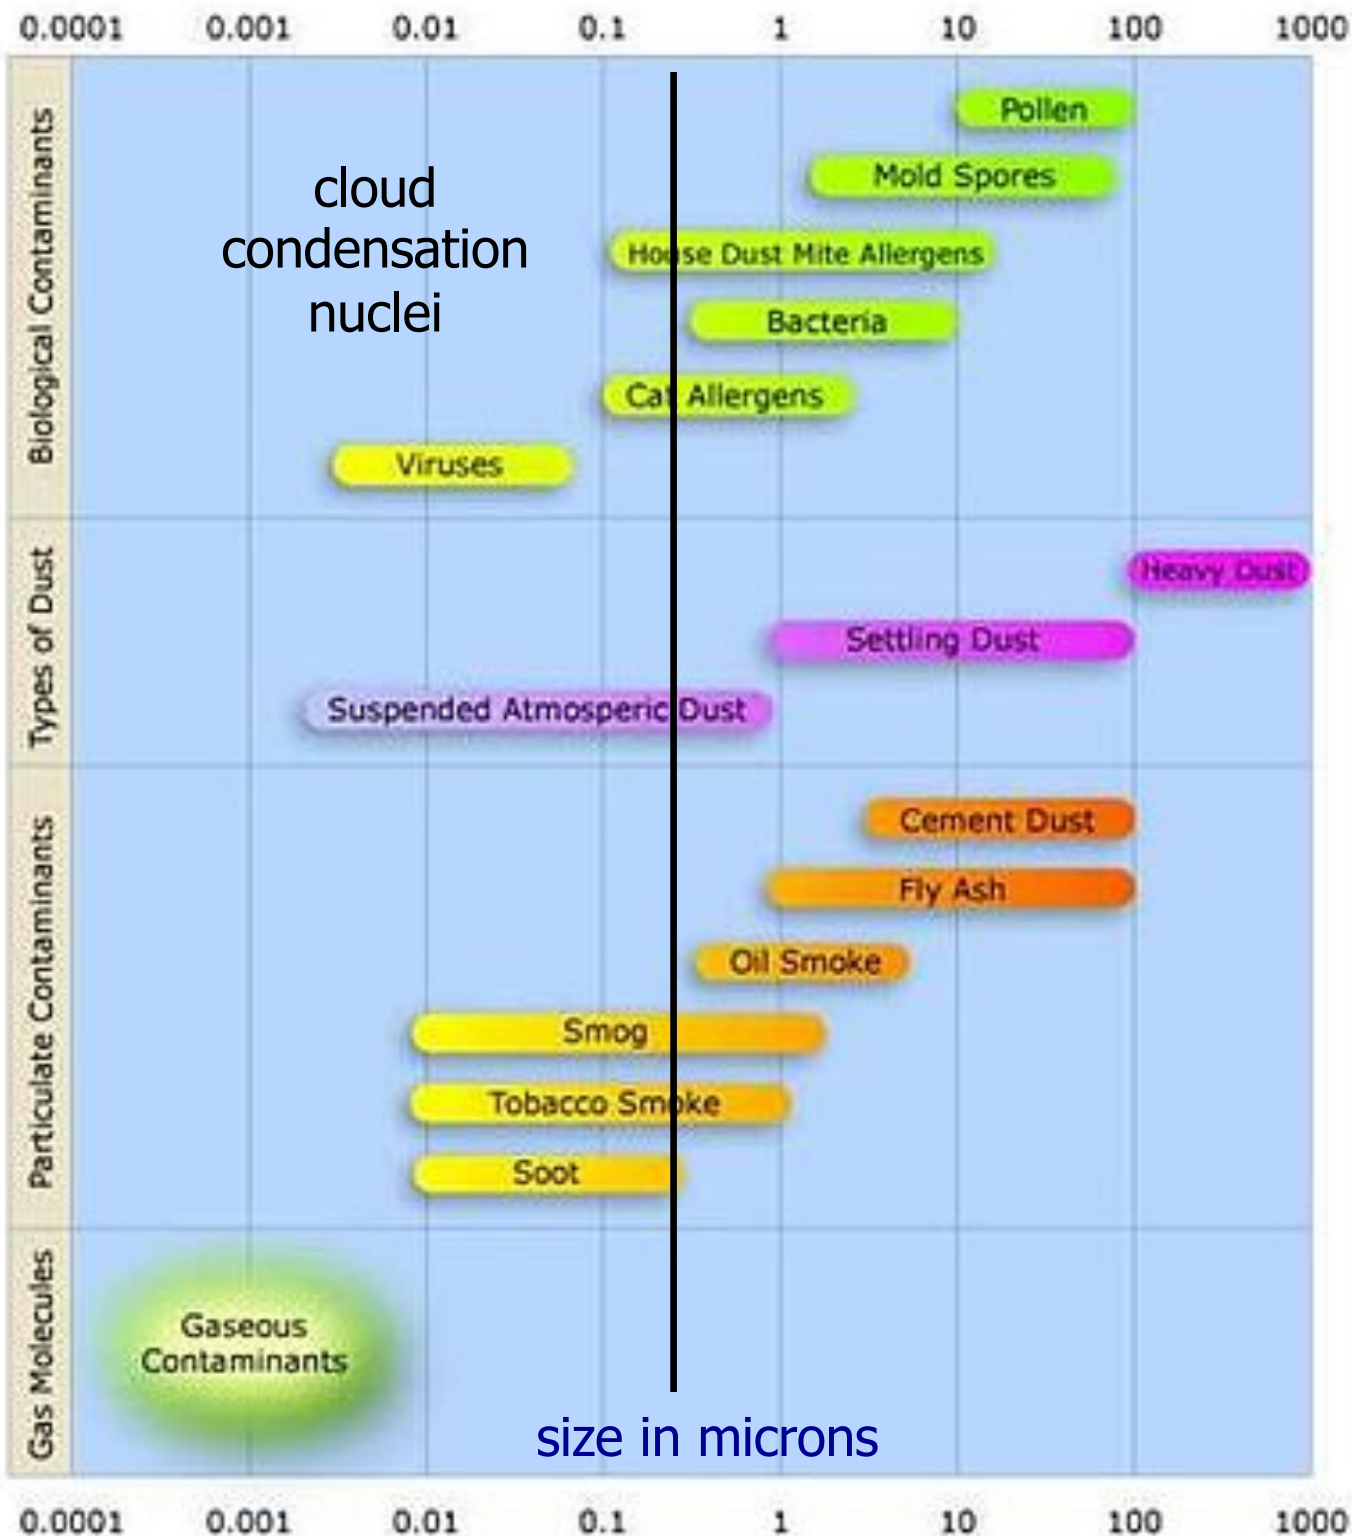 0.0001 0.001 0.01 0.1 1 10 100 1000
Biological Contaminants
cloud
condensation
nuclei
Pollen
Mold Spores
House Dust Mite Allergens
Bacteria
Cat Allergens
Viruses
Types of Dust
Heavy Dust
Settling Dust
Suspended Atmosperic Dust
Particulate Contaminants
Cement Dust
Fly Ash
Oil Smoke
Smog
Tobacco Smoke
Soot
Gas Molecules
Gaseous
Contaminants
size in microns
0.0001 0.001 0.01 0.1 1 10 100 1000